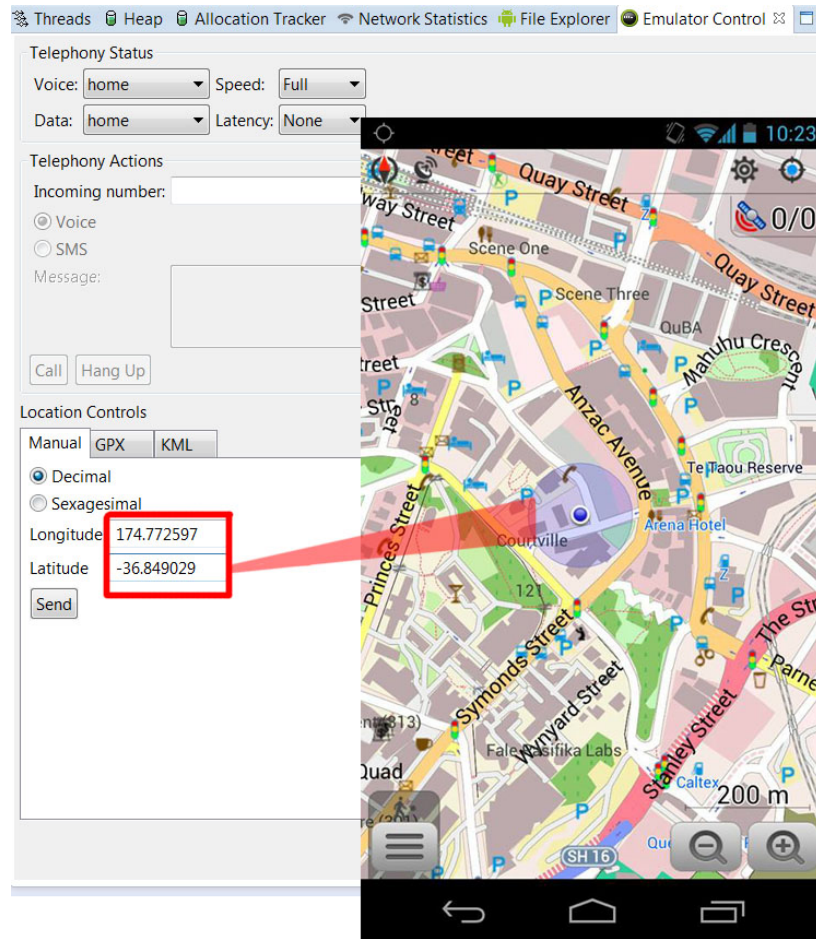 Threads Heap Allocation Tracker Network Statistics File Explorer Emulator Control
Telephony Status
Voice: home Speed: Full
Data: home Latency: None
Telephony Actions
Incoming number:
Voice
SMS
Message:
Call Hang Up
Location Controls
Manual GPX KML
Decimal
Sexagesimal
Longitude 174.772597
Latitude -36.849029
Send
10:23
0/0
Quay Street
way Street
Scene One
Quay Street
Scene Three
Street
QuBA
Mahuhu Crescent
reet
8
Anzac Avenue
Te Taou Reserve
Princes Street
Arena Hotel
Courtville
121
Symonds Street
The Str
Parne
Wynyard Street
Stanley Street
Fale Pasifika Labs
Quad
Caltex
200 m
SH 16